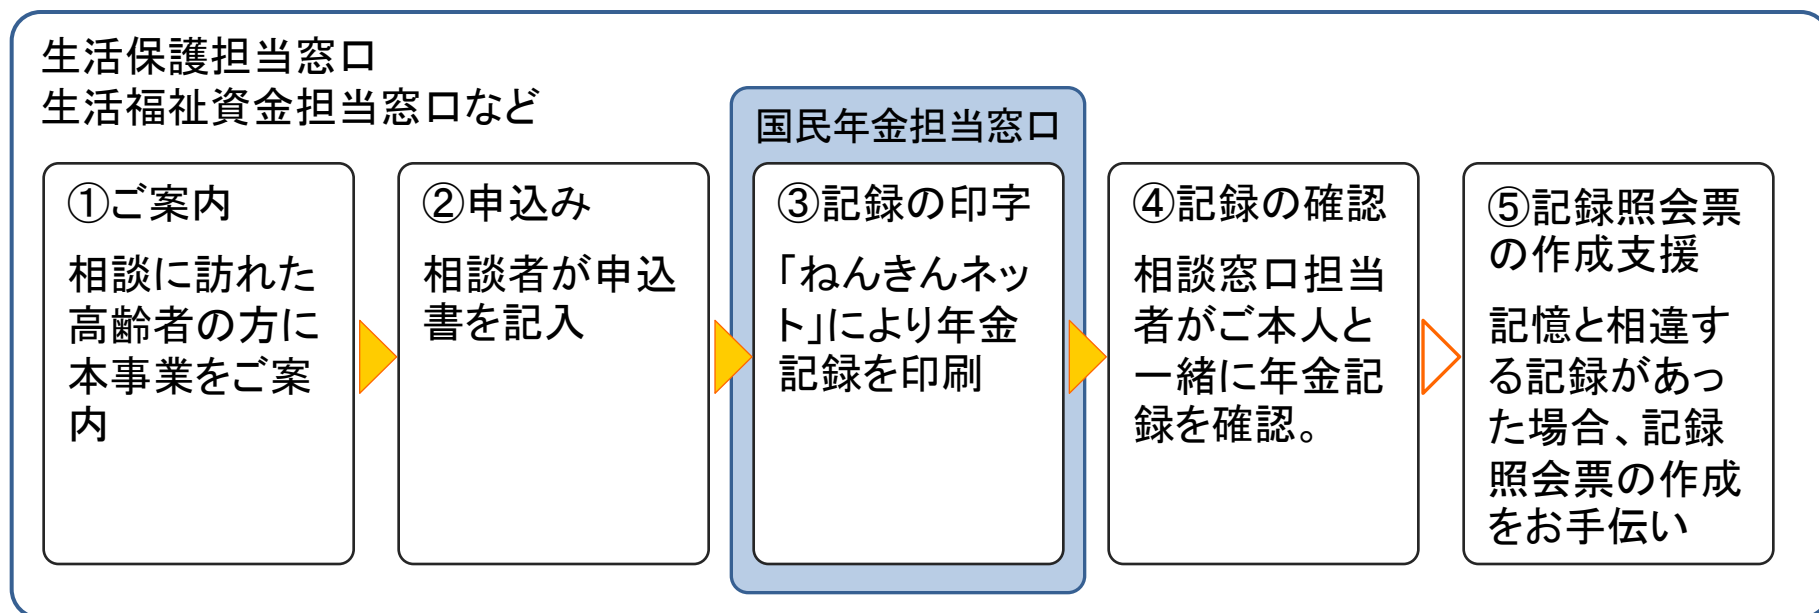 生活保護担当窓口
生活福祉資金担当窓口など
国民年金担当窓口
①ご案内
相談に訪れた
高齢者の方に
本事業をご案
内
②申込み
相談者が申込
書を記入
③記録の印字
「ねんきんネッ
ト」により年金
記録を印刷
④記録の確認
相談窓口担当
者がご本人と
一緒に年金記
録を確認。
⑤記録照会票
の作成支援
記憶と相違す
る記録があっ
た場合、記録
照会票の作成
をお手伝い